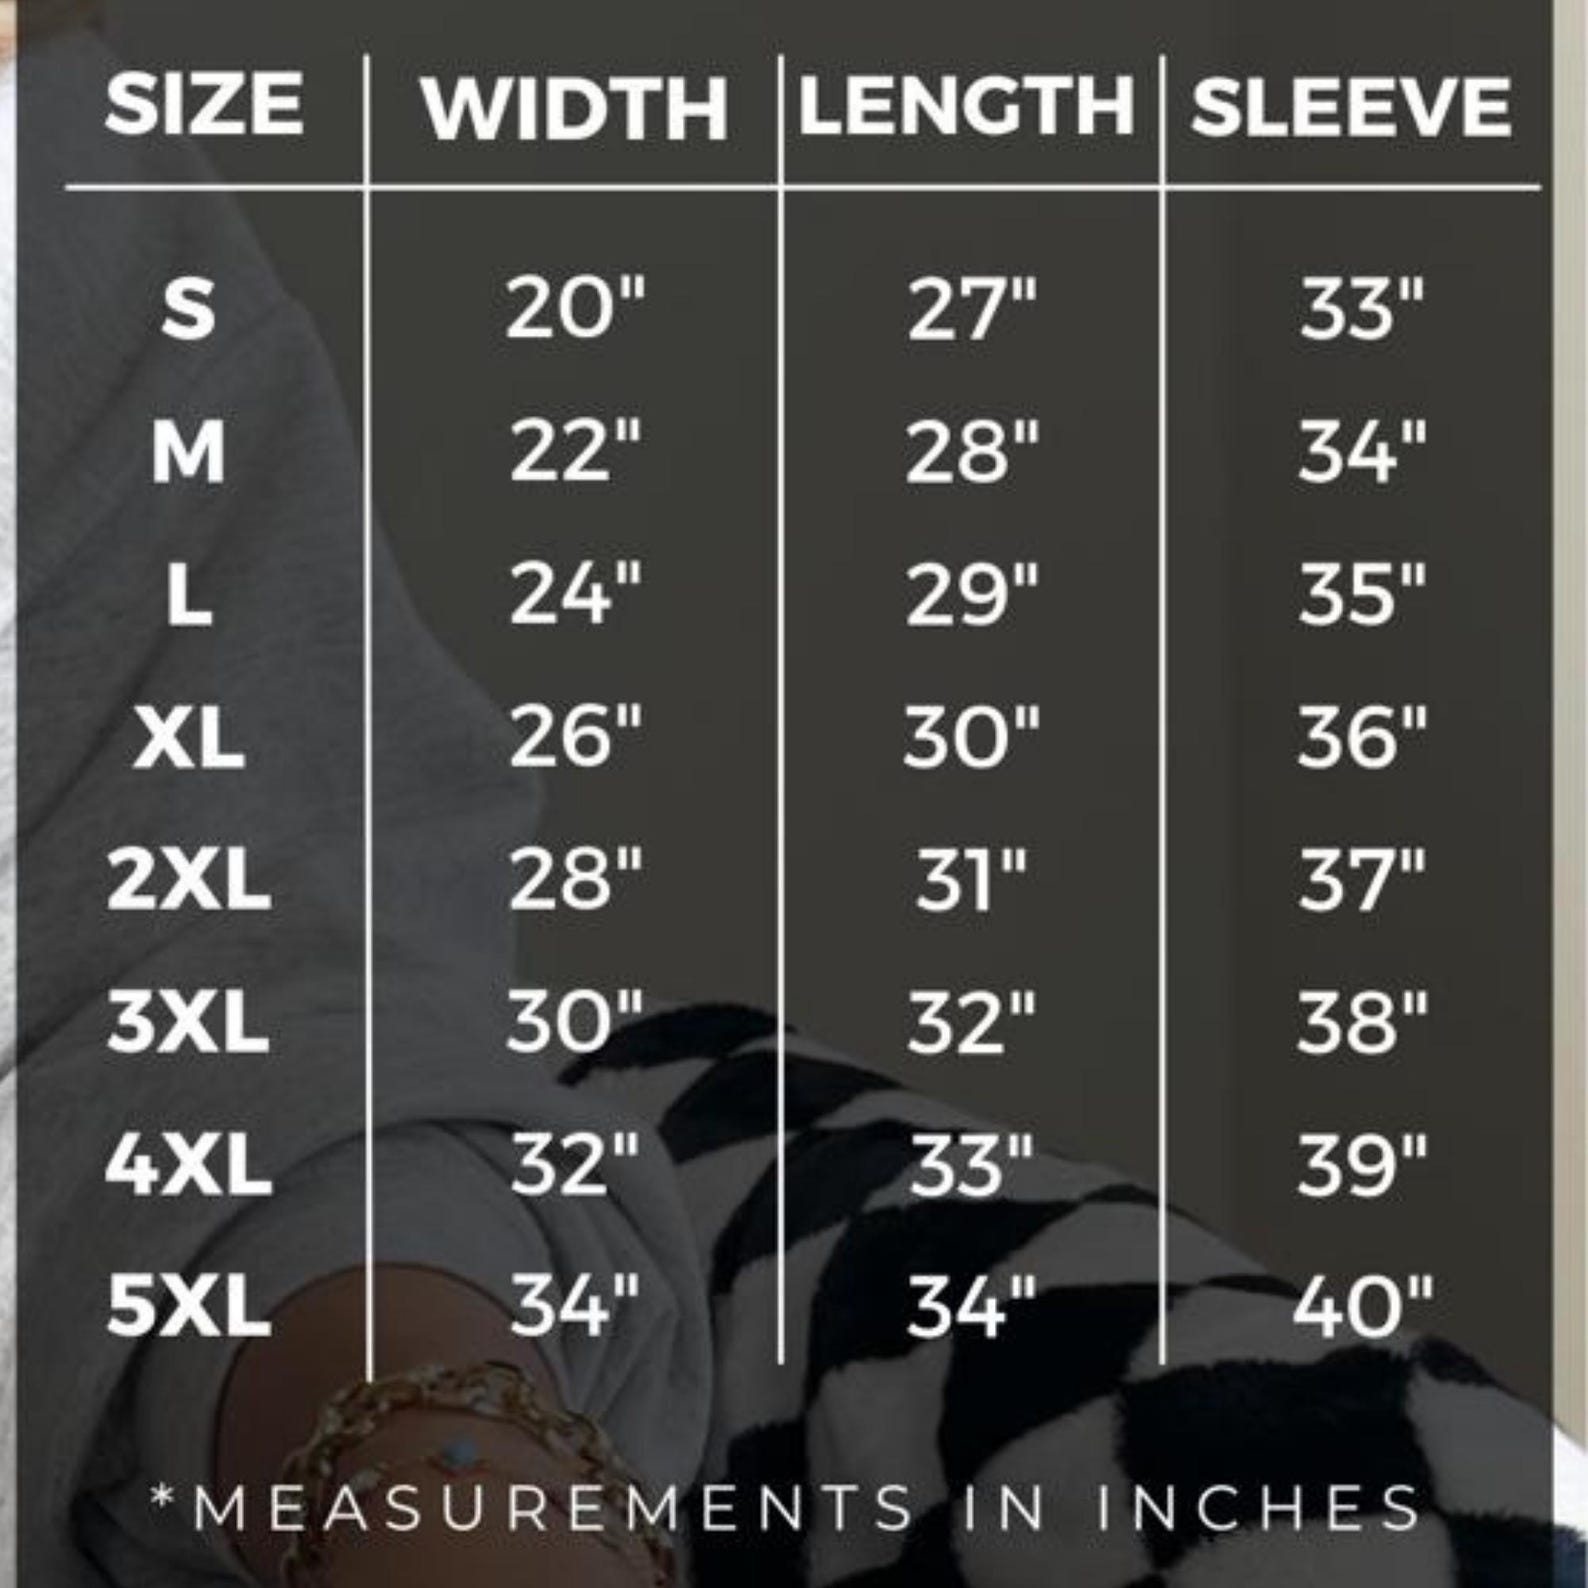 SIZE WIDTH LENGTH SLEEVE
S 20" 27" 33"
M 22" 28" 34"
L 24" 29" 35"
XL 26" 30" 36"
2XL 28" 31" 37"
3XL 30" 32" 38"
4XL 32" 33" 39"
5XL 34" 34" 40"
*MEASUREMENTS IN INCHES